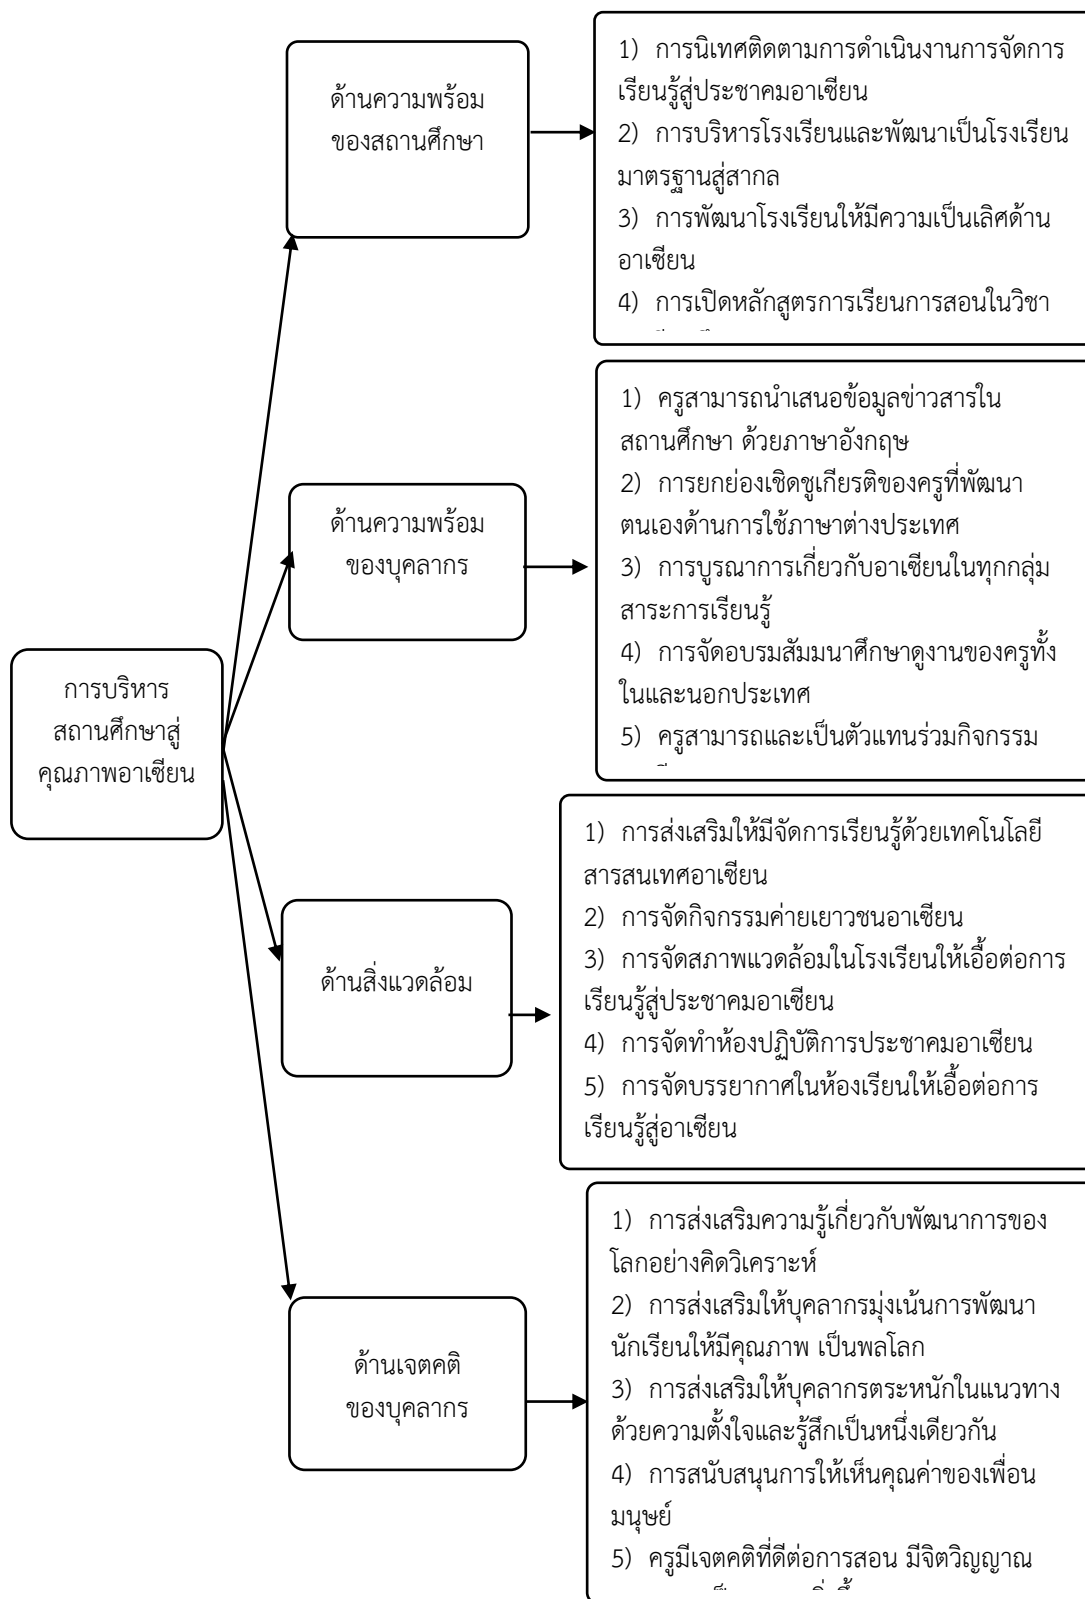 ด้านความพร้อม
ของสถานศึกษา
1) การนิเทศติดตามการดำเนินงานการจัดการ
เรียนรู้สู่ประชาคมอาเซียน
2) การบริหารโรงเรียนและพัฒนาเป็นโรงเรียน
มาตรฐานสู่สากล
3) การพัฒนาโรงเรียนให้มีความเป็นเลิศด้าน
อาเซียน
4) การเปิดหลักสูตรการเรียนการสอนในวิชา
ด้านความพร้อม
ของบุคลากร
1) ครูสามารถนำเสนอข้อมูลข่าวสารใน
สถานศึกษา ด้วยภาษาอังกฤษ
2) การยกย่องเชิดชูเกียรติของครูที่พัฒนา
ตนเองด้านการใช้ภาษาต่างประเทศ
3) การบูรณาการเกี่ยวกับอาเซียนในทุกกลุ่ม
สาระการเรียนรู้
4) การจัดอบรมสัมมนาศึกษาดูงานของครูทั้ง
ในและนอกประเทศ
5) ครูสามารถและเป็นตัวแทนร่วมกิจกรรม
การบริหาร
สถานศึกษาสู่
คุณภาพอาเซียน
ด้านสิ่งแวดล้อม
1) การส่งเสริมให้มีจัดการเรียนรู้ด้วยเทคโนโลยี
สารสนเทศอาเซียน
2) การจัดกิจกรรมค่ายเยาวชนอาเซียน
3) การจัดสภาพแวดล้อมในโรงเรียนให้เอื้อต่อการ
เรียนรู้สู่ประชาคมอาเซียน
4) การจัดทำห้องปฏิบัติการประชาคมอาเซียน
5) การจัดบรรยากาศในห้องเรียนให้เอื้อต่อการ
เรียนรู้สู่อาเซียน
ด้านเจตคติ
ของบุคลากร
1) การส่งเสริมความรู้เกี่ยวกับพัฒนาการของ
โลกอย่างคิดวิเคราะห์
2) การส่งเสริมให้บุคลากรมุ่งเน้นการพัฒนา
นักเรียนให้มีคุณภาพ เป็นพลโลก
3) การส่งเสริมให้บุคลากรตระหนักในแนวทาง
ด้วยความตั้งใจและรู้สึกเป็นหนึ่งเดียวกัน
4) การสนับสนุนการให้เห็นคุณค่าของเพื่อน
มนุษย์
5) ครูมีเจตคติที่ดีต่อการสอน มีจิตวิญญาณ